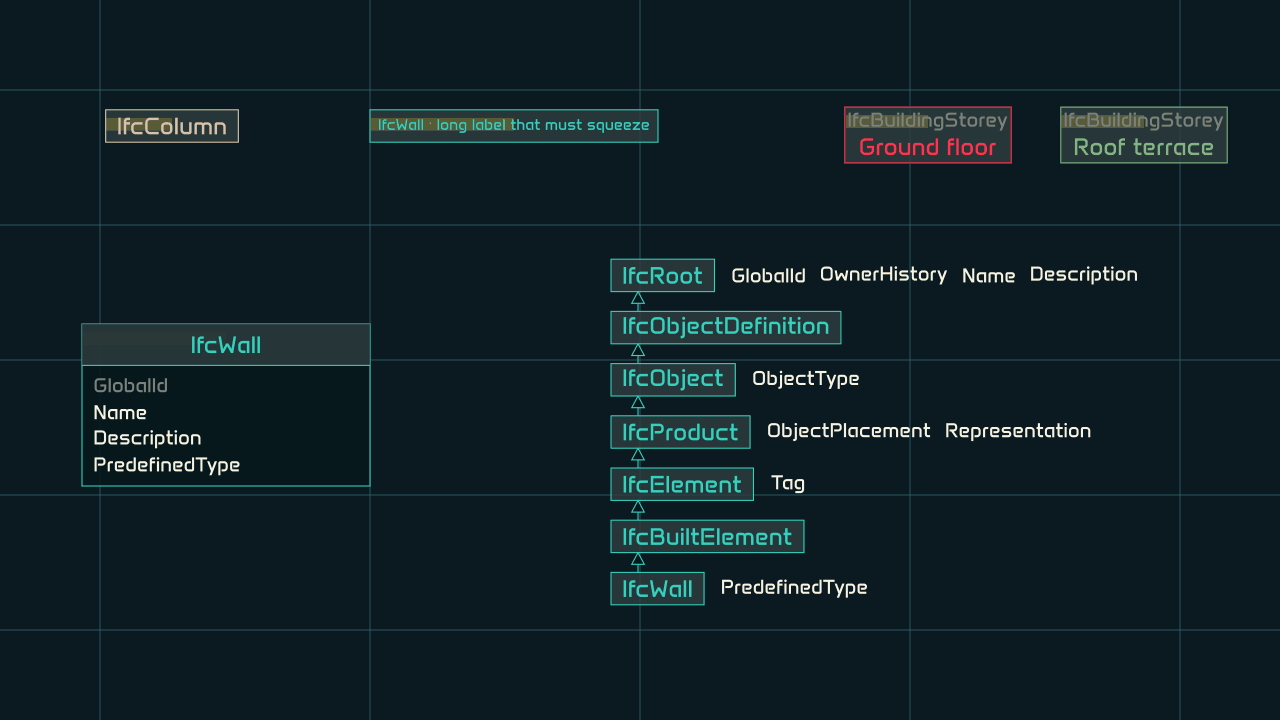 IfcColumn
IfcWall · long label that must squeeze
IfcBuildingStorey
Ground floor
IfcBuildingStorey
Roof terrace
IfcWall
GlobalId
Name
Description
PredefinedType
IfcRoot GlobalId OwnerHistory Name Description
IfcObjectDefinition
IfcObject ObjectType
IfcProduct ObjectPlacement Representation
IfcElement Tag
IfcBuiltElement
IfcWall PredefinedType